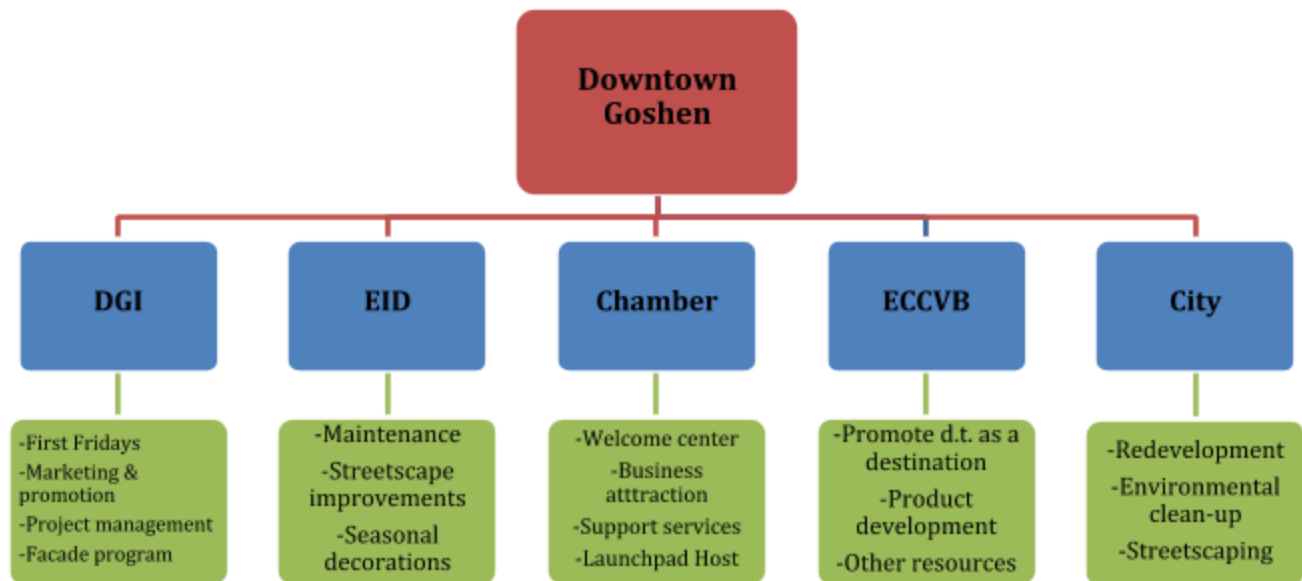 Downtown
Goshen
DGI
EID
Chamber
ECCVB
City
-First Fridays
-Marketing &
promotion
-Project management
-Facade program
-Maintenance
-Streetscape
improvements
-Seasonal
decorations
-Welcome center
-Business
atttraction
-Support services
-Launchpad Host
-Promote d.t. as a
destination
-Product
development
-Other resources
-Redevelopment
-Environmental
clean-up
-Streetscaping